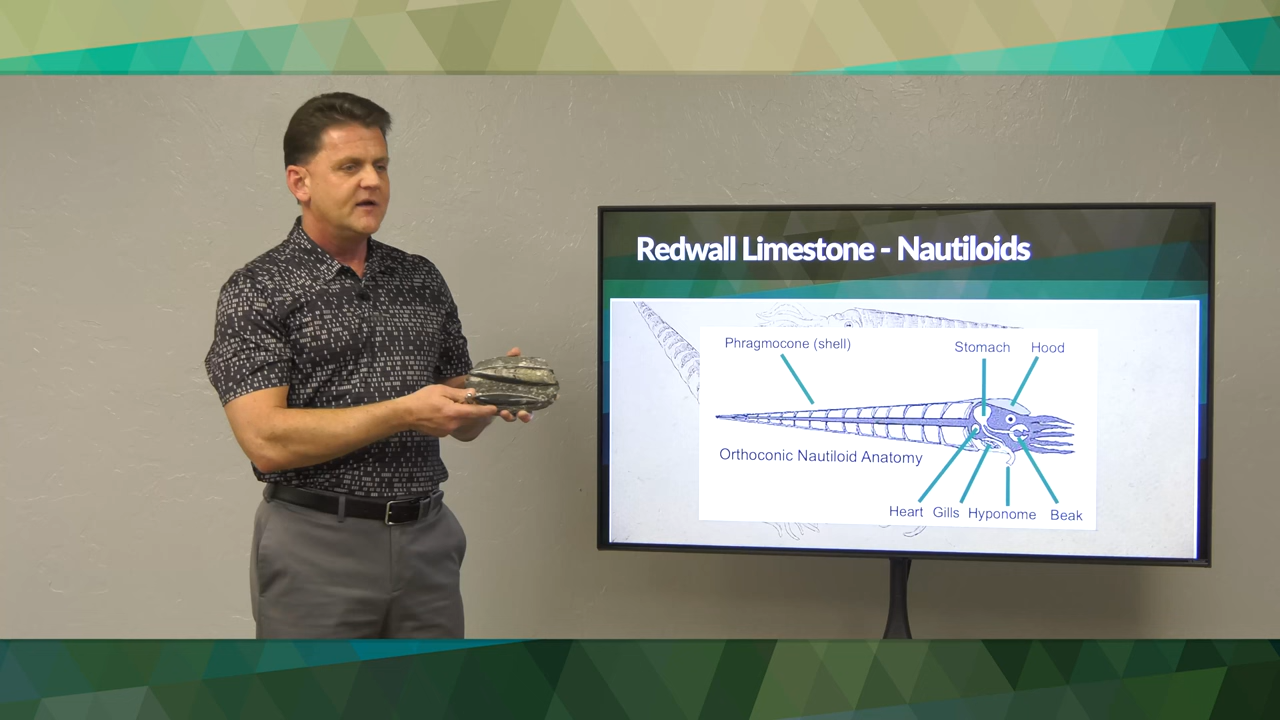 Redwall Limestone - Nautiloids
Phragmocone (shell)
Stomach
Hood
Orthoconic Nautiloid Anatomy
Heart
Gills
Hyponome
Beak